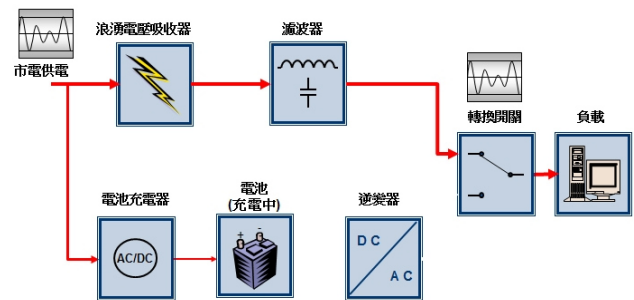 浪湧電壓吸收器
濾波器
市電供電
轉換開關
負載
電池充電器
電池
(充電中)
逆變器
AC/DC
+ -
DC
AC